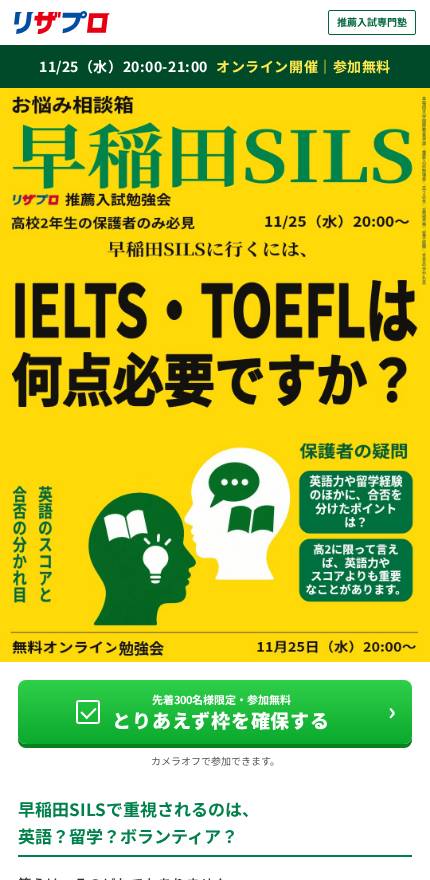 リザプロ
推薦入試専門塾
11/25（水）20:00-21:00 オンライン開催｜参加無料
お悩み相談箱
早稲田SILS
リザプロ 推薦入試勉強会
高校2年生の保護者のみ必見
11/25（水）20:00〜
早稲田SILSに行くには、
IELTS・TOEFLは
何点必要ですか？
保護者の疑問
英語力や留学経験
のほかに、合否を
分けたポイント
は？
高2に限って言え
ば、英語力や
スコアよりも重要
なことがあります。
英語のスコアと
合否の分かれ目
無料オンライン勉強会
11月25日（水）20:00〜
先着300名様限定・参加無料
とりあえず枠を確保する
カメラオフで参加できます。
早稲田SILSで重視されるのは、
英語？留学？ボランティア？